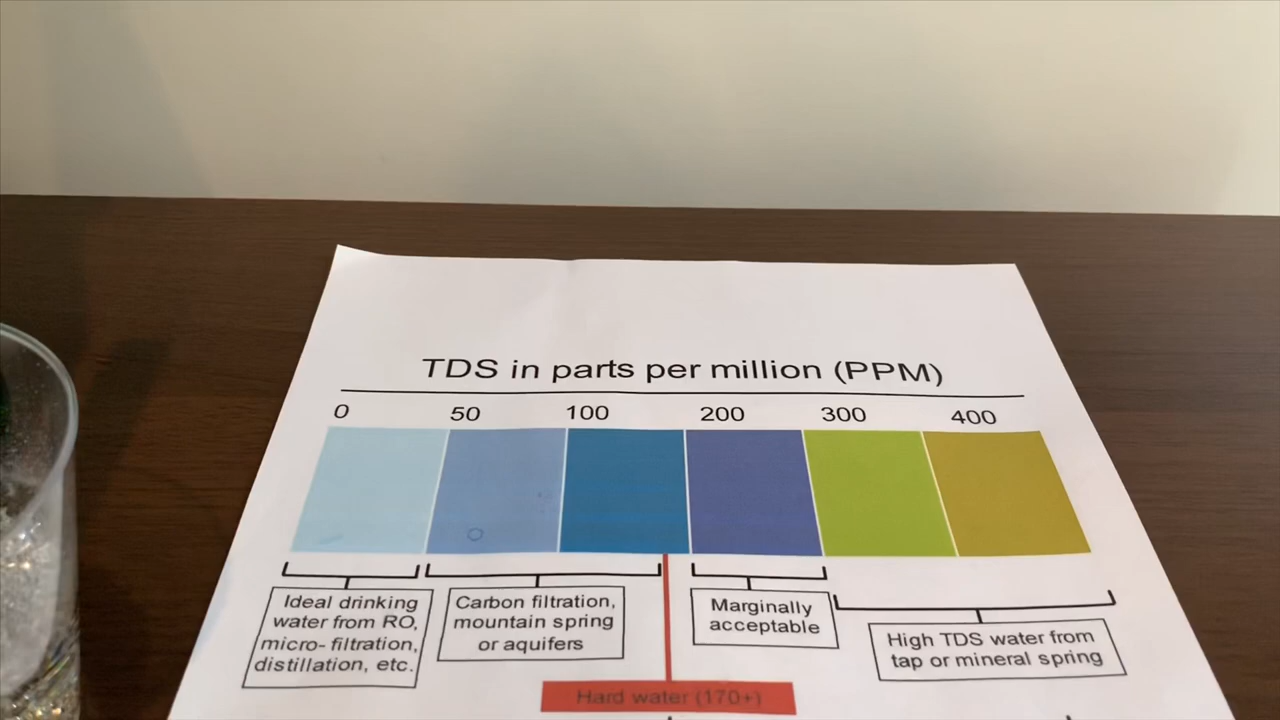 TDS in parts per million (PPM)
0 50 100 200 300 400
Ideal drinking
water from RO,
micro- filtration,
distillation, etc.
Carbon filtration,
mountain spring
or aquifers
Marginally
acceptable
High TDS water from
tap or mineral spring
Hard water (170+)